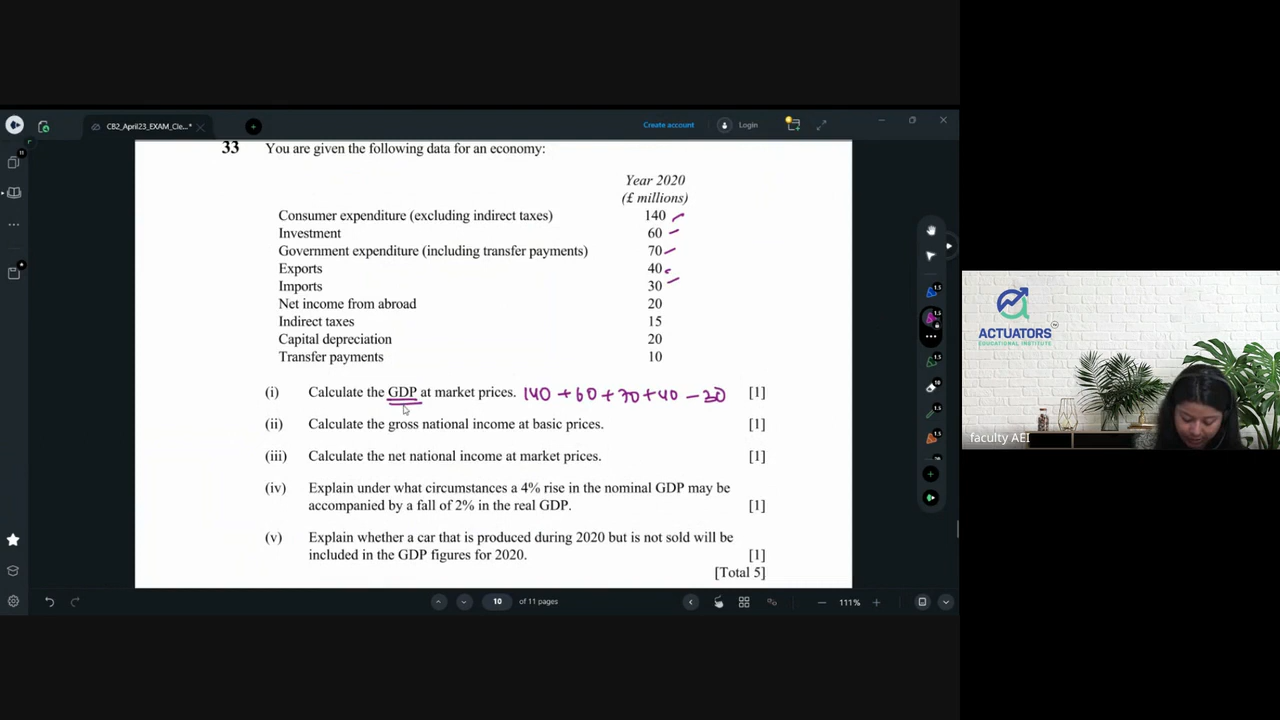 CB2_April23_EXAM_Cle...*
Create account
Login
33 You are given the following data for an economy:
Year 2020
(£ millions)
Consumer expenditure (excluding indirect taxes) 140
Investment 60
Government expenditure (including transfer payments) 70
Exports 40
Imports 30
Net income from abroad 20
Indirect taxes 15
Capital depreciation 20
Transfer payments 10
(i) Calculate the GDP at market prices. 140 + 60 + 70 + 40 - 30 [1]
(ii) Calculate the gross national income at basic prices. [1]
(iii) Calculate the net national income at market prices. [1]
(iv) Explain under what circumstances a 4% rise in the nominal GDP may be
accompanied by a fall of 2% in the real GDP. [1]
(v) Explain whether a car that is produced during 2020 but is not sold will be
included in the GDP figures for 2020. [1]
[Total 5]
10 of 11 pages
111%
ACTUATORS
EDUCATIONAL INSTITUTE
faculty AEI